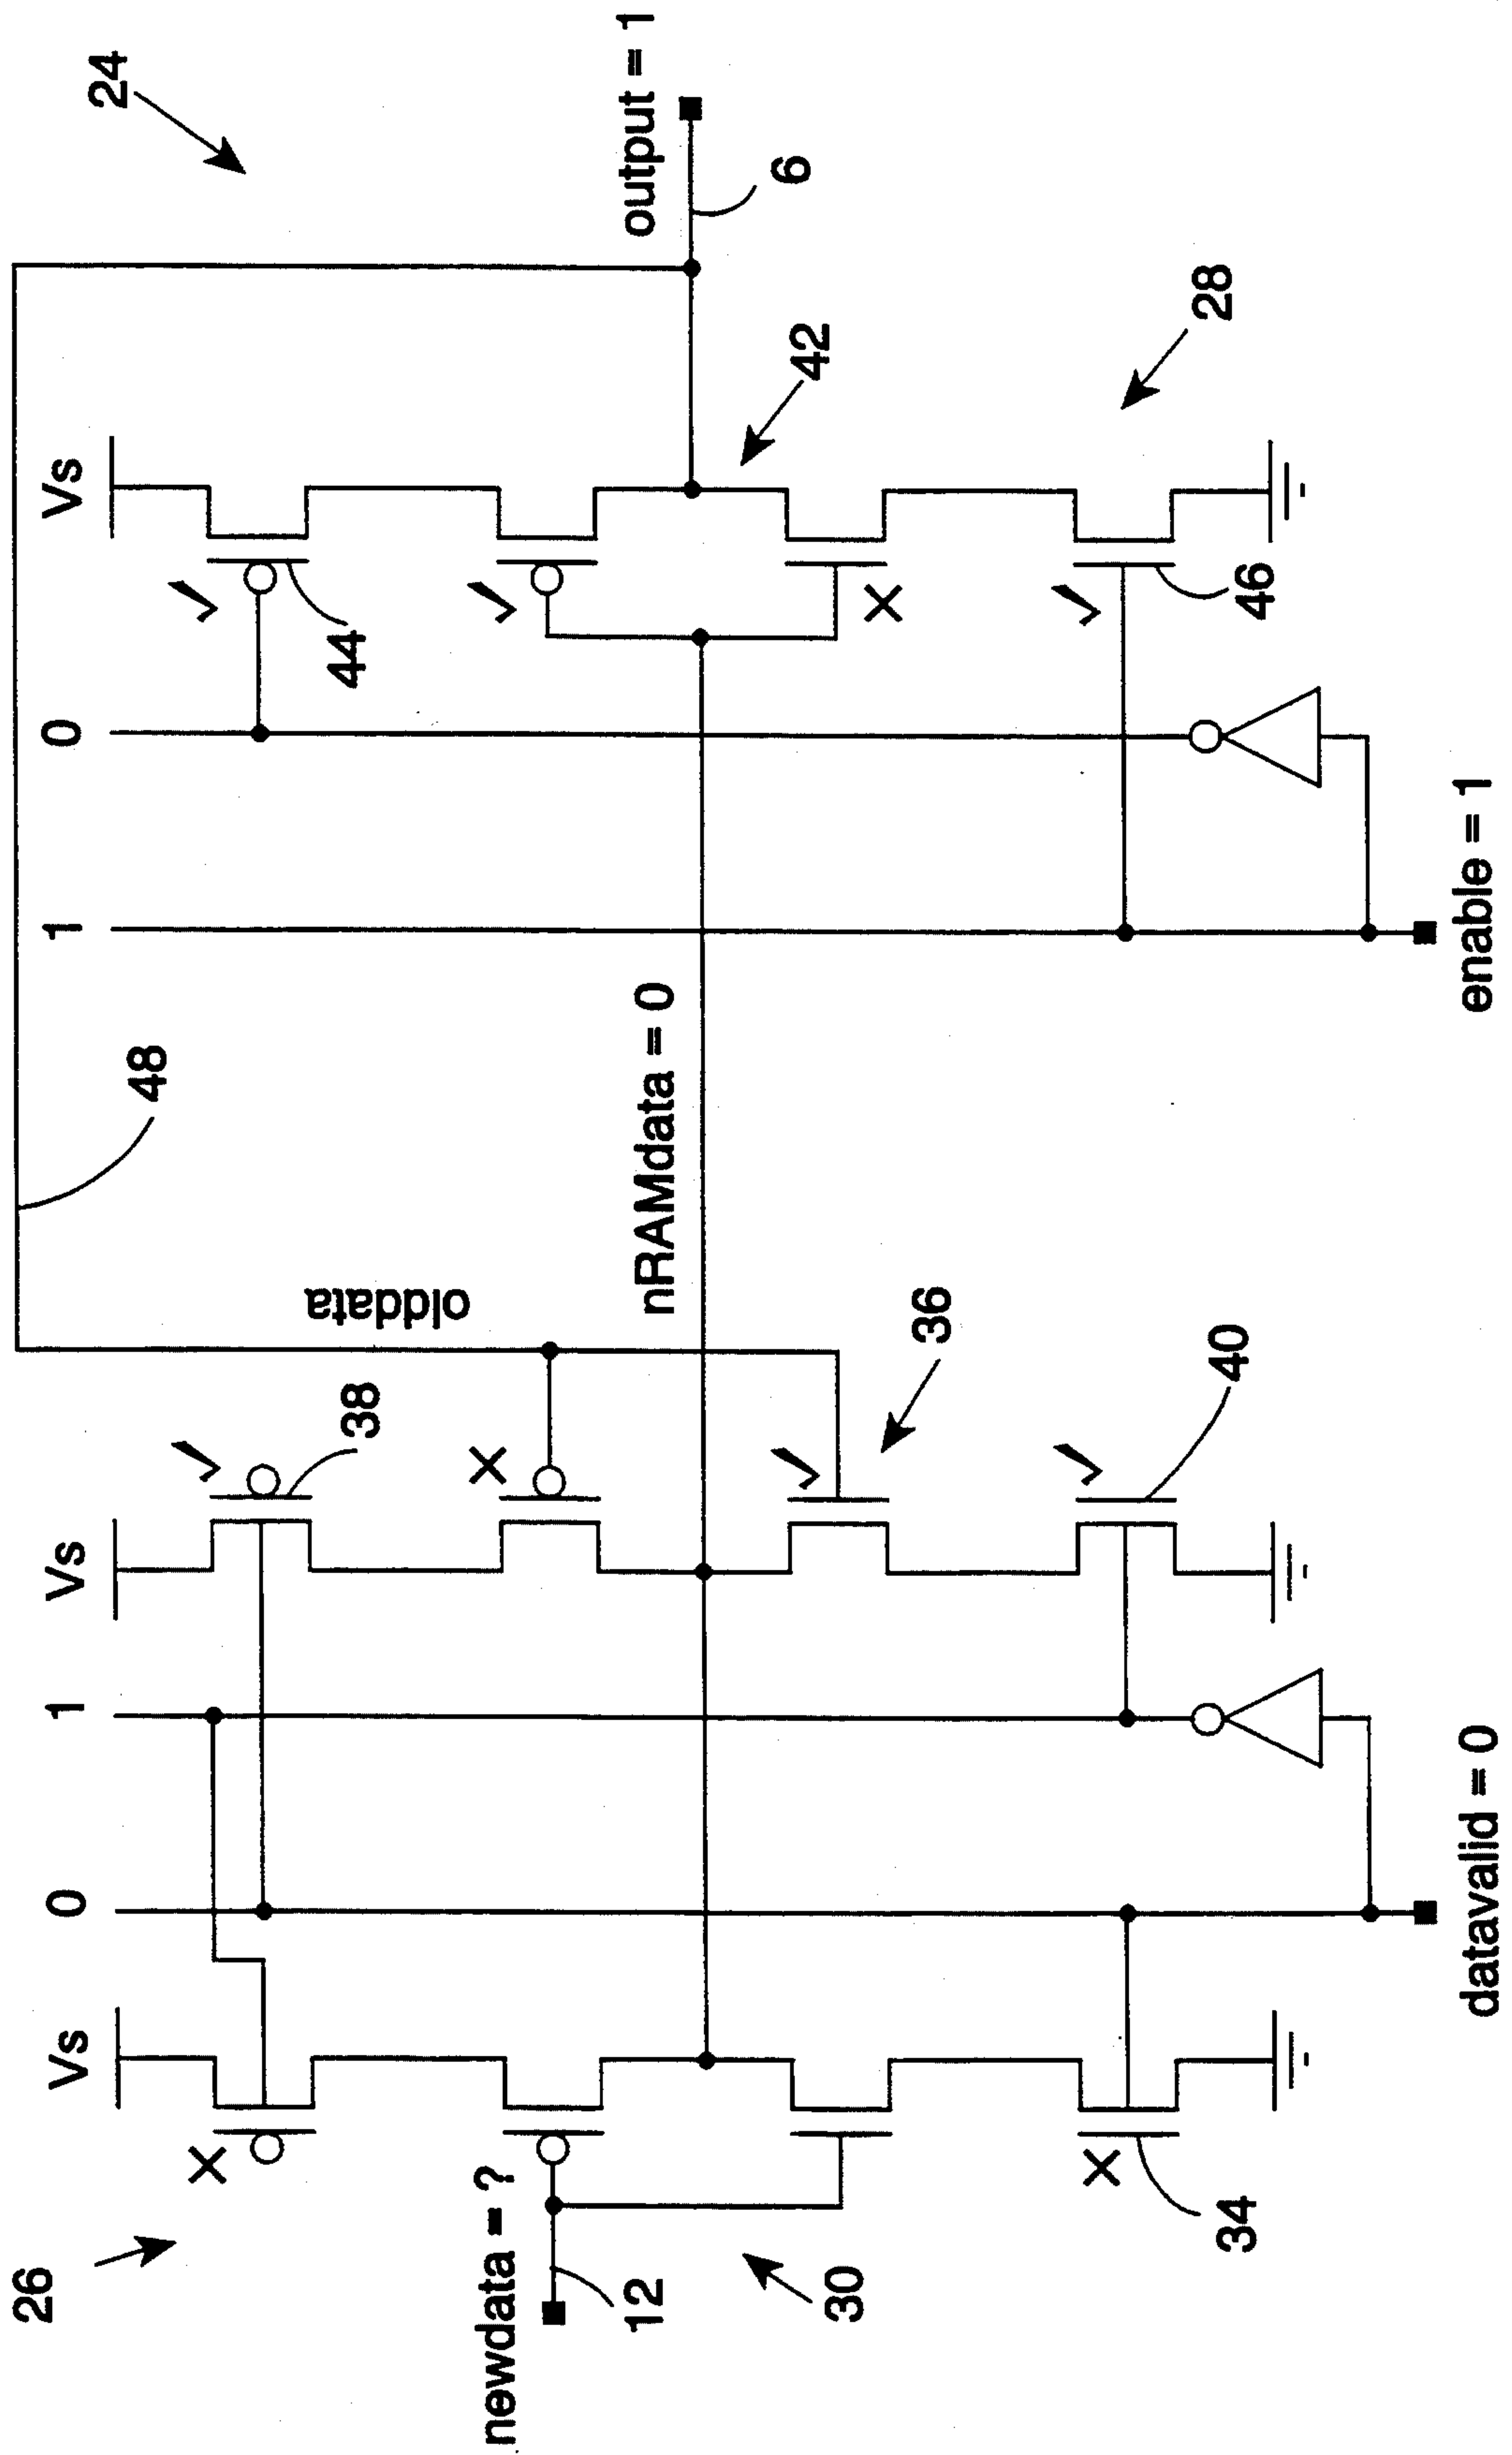 24
26
Vs
0
1
Vs
48
1
0
Vs
38
olddata
44
newdata = ?
12
nRAMdata = 0
output = 1
6
30
36
42
34
40
46
28
datavalid = 0
enable = 1